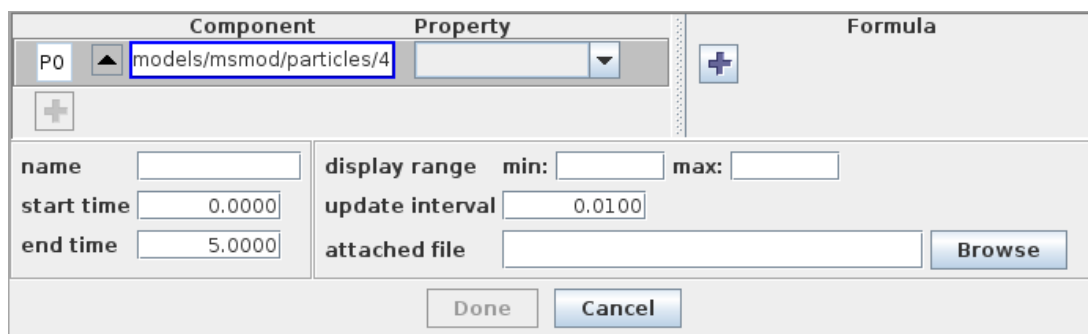 Component Property Formula
P0 models/msmod/particles/4
name display range min: max:
start time 0.0000 update interval 0.0100
end time 5.0000 attached file Browse
Done Cancel